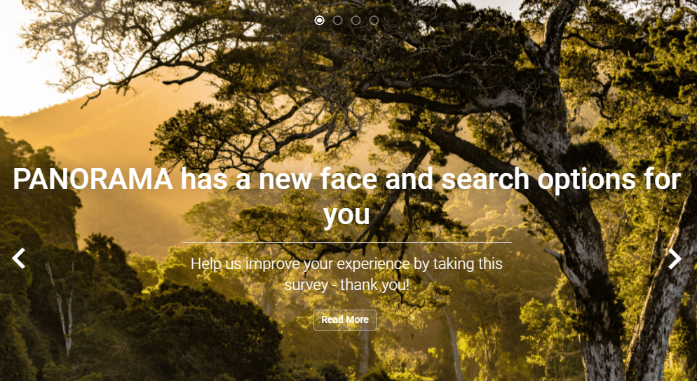 PANORAMA has a new face and search options for
you
Help us improve your experience by taking this
survey - thank you!
Read More